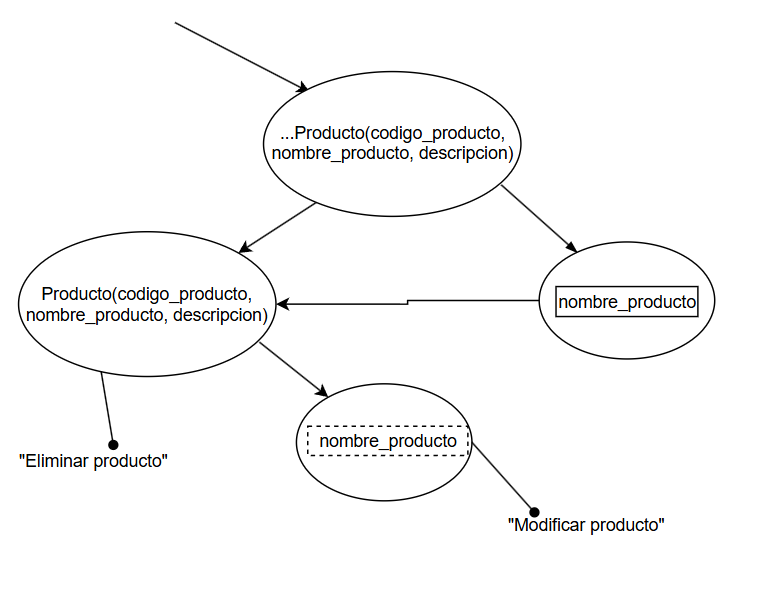 ...Producto(codigo_producto,
nombre_producto, descripcion)
Producto(codigo_producto,
nombre_producto, descripcion)
nombre_producto
nombre_producto
"Eliminar producto"
"Modificar producto"